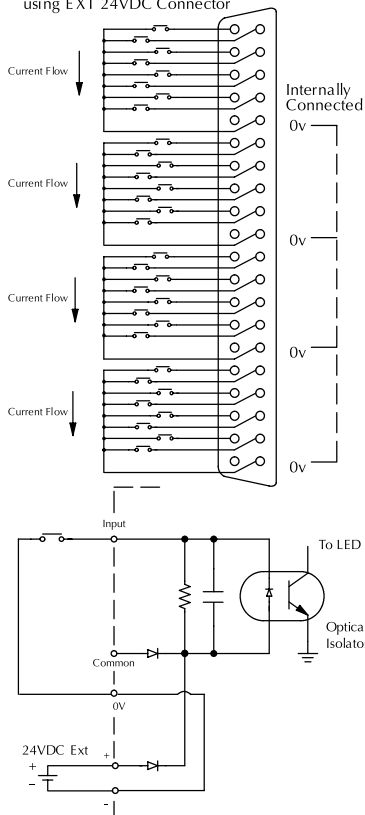 using EXT 24VDC Connector
Current Flow
Internally
Connected
0v
Current Flow
0v
Current Flow
0v
Current Flow
0v
Input
To LED
Optica
Isolato
Common
0V
24VDC Ext
+
+
−
-